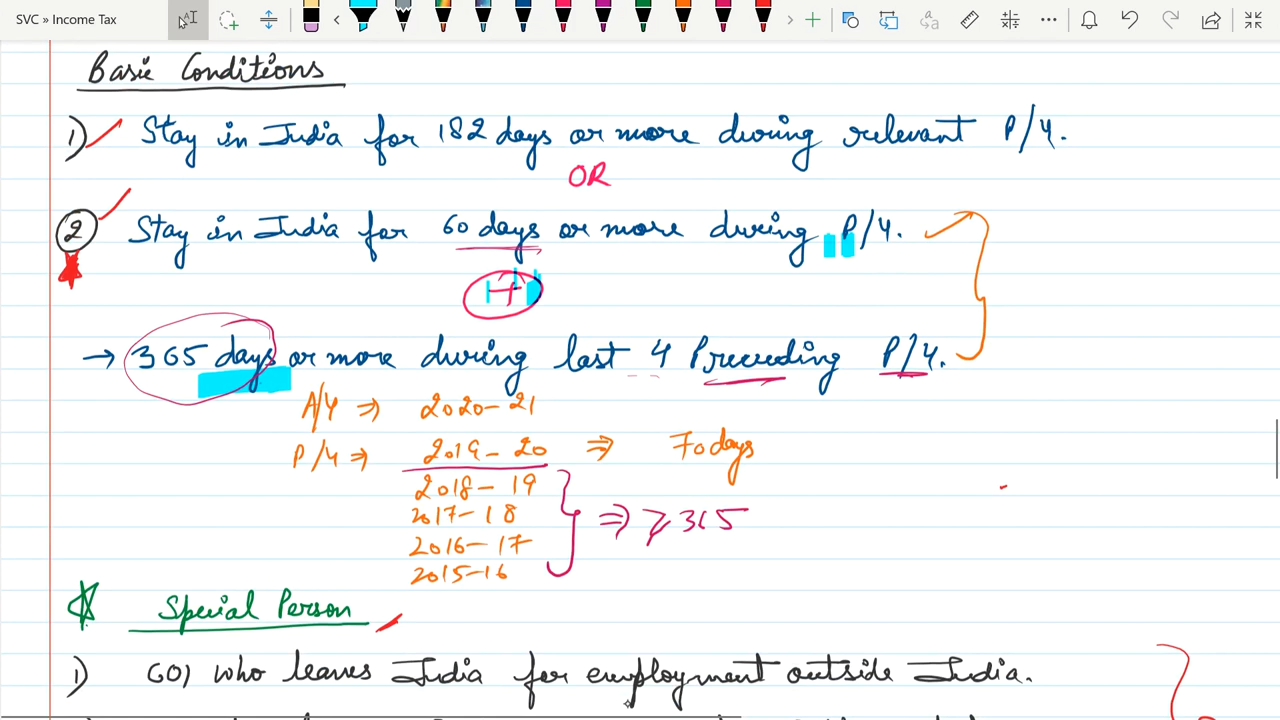 SVC » Income Tax
Basic Conditions
1) Stay in India for 182 days or more during relevant P/Y.
OR
2 Stay in India for 60 days or more during P/Y.
→ 365 days or more during last 4 Preceeding P/Y.
A/Y ⇒ 2020-21
P/Y ⇒ 2019-20 ⇒ 70 days
2018-19
2017-18 ⇒ ≥ 365
2016-17
2015-16
Special Person
1) COI who leaves India for employment outside India.